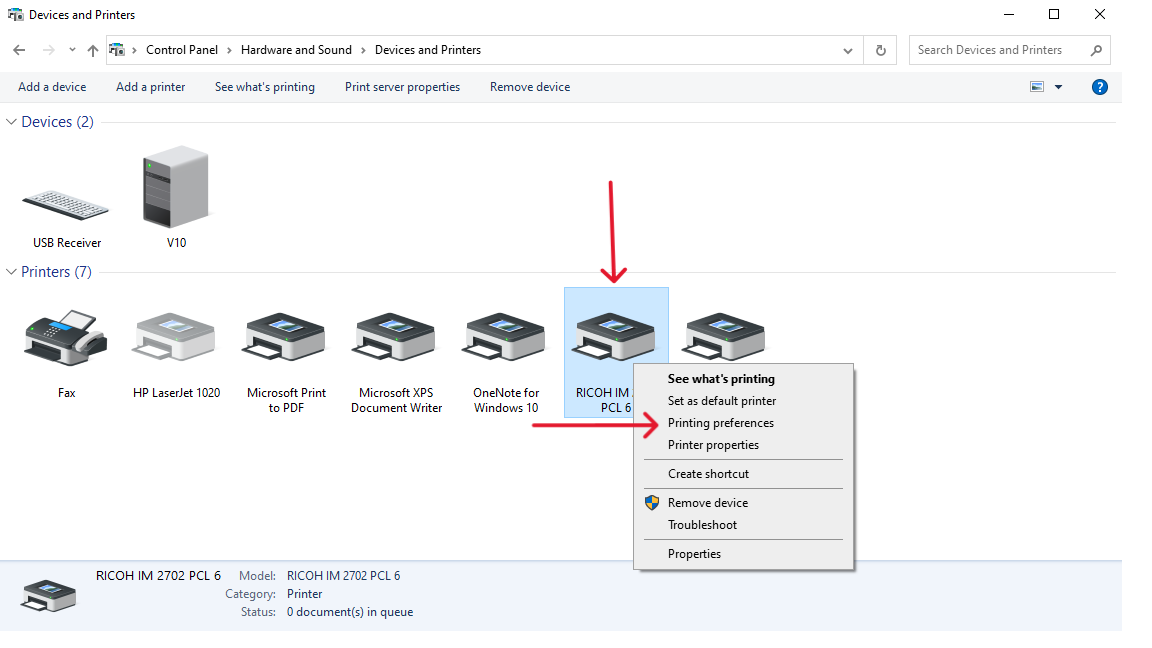 Devices and Printers
Control Panel > Hardware and Sound > Devices and Printers
Search Devices and Printers
Add a device Add a printer See what's printing Print server properties Remove device
Devices (2)
USB Receiver V10
Printers (7)
Fax HP LaserJet 1020 Microsoft Print to PDF Microsoft XPS Document Writer OneNote for Windows 10 RICOH IM PCL 6
See what's printing
Set as default printer
Printing preferences
Printer properties
Create shortcut
Remove device
Troubleshoot
Properties
RICOH IM 2702 PCL 6 Model: RICOH IM 2702 PCL 6
Category: Printer
Status: 0 document(s) in queue